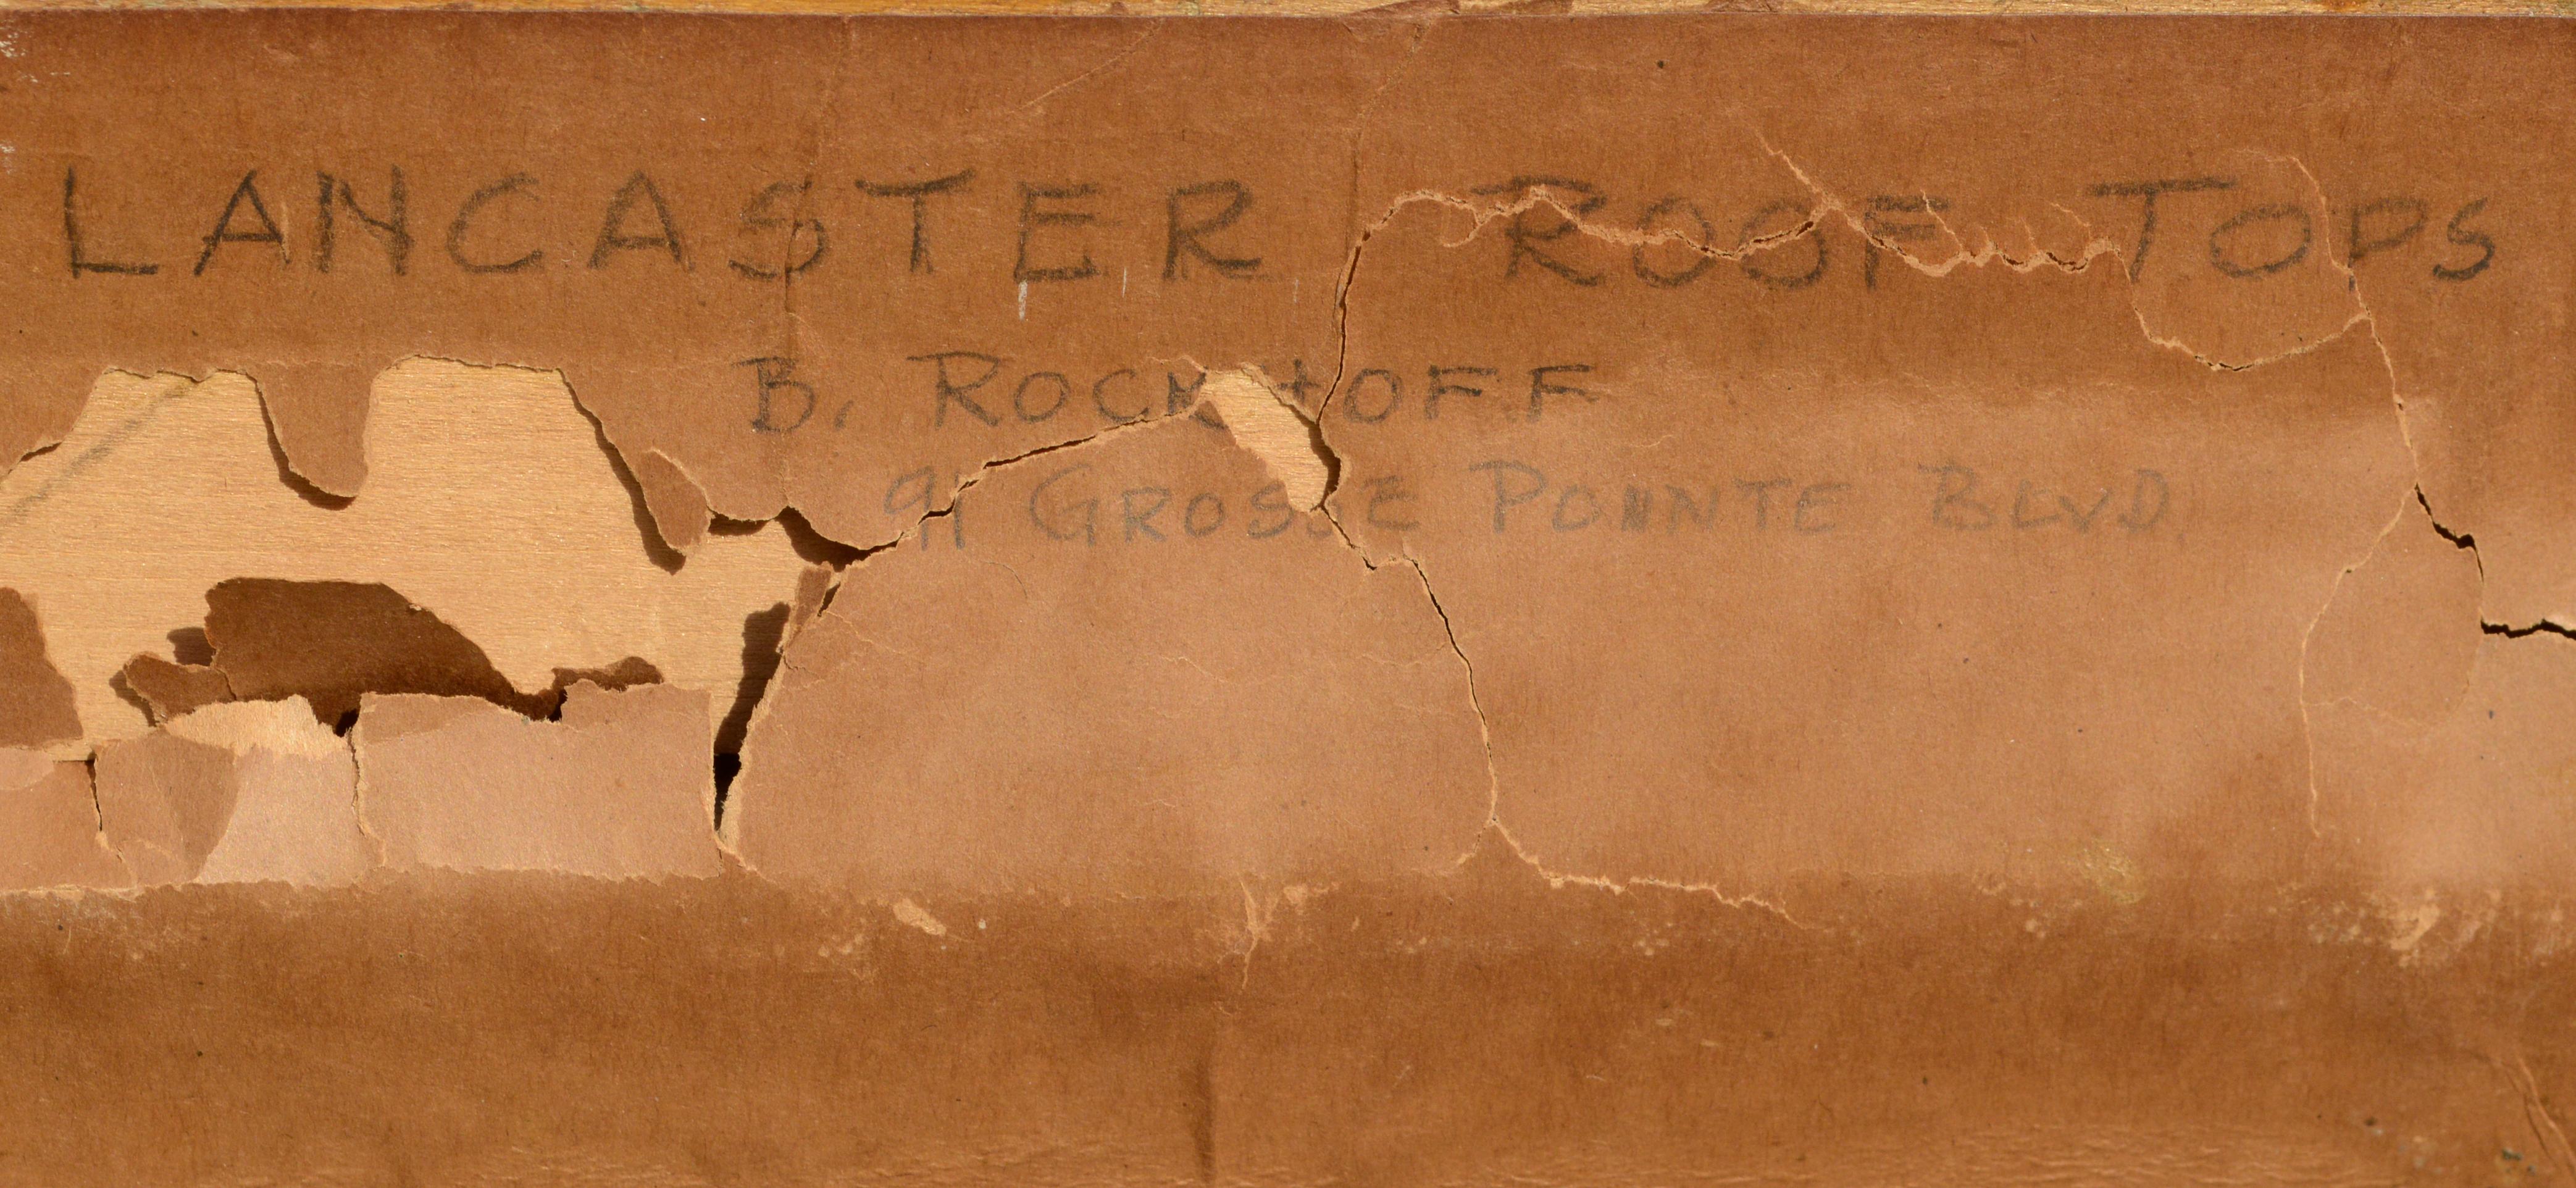 LANCASTER ROOF TOPS
B. ROCKHOFF
91 GROSSE POINTE BLVD